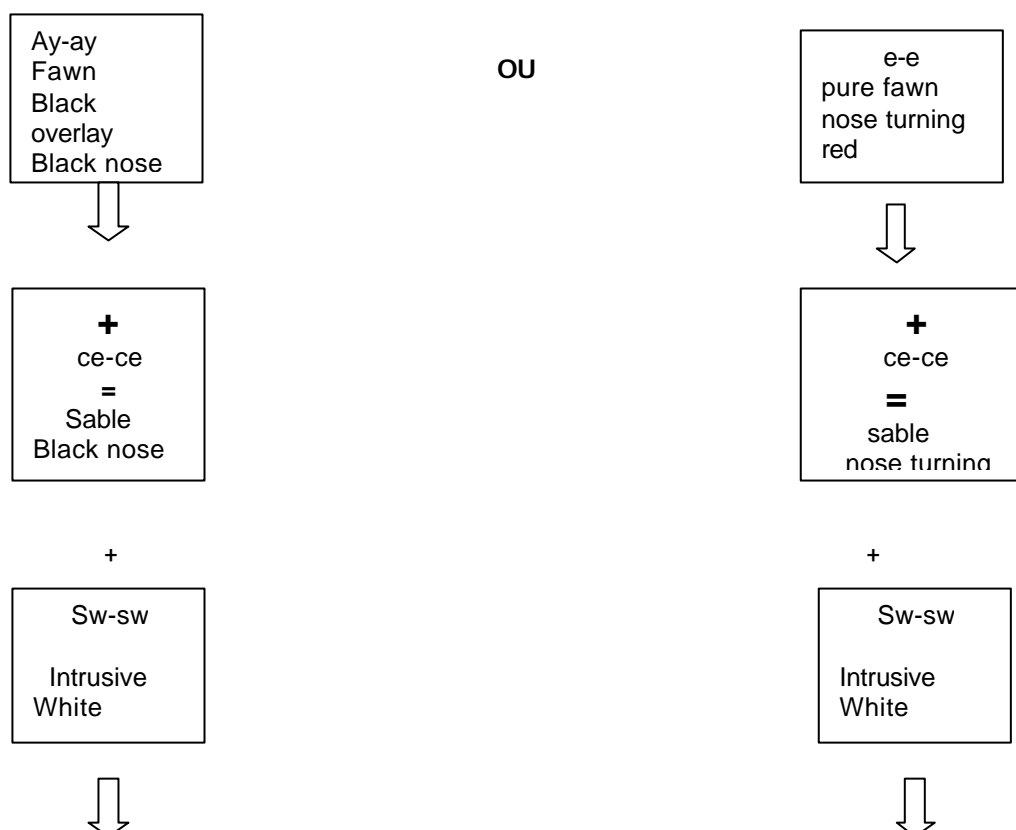 Ay-ay
Fawn
Black
overlay
Black nose
OU
e-e
pure fawn
nose turning
red
+
ce-ce
=
Sable
Black nose
+
ce-ce
=
sable
nose turning
+
+
Sw-sw
Intrusive
White
Sw-sw
Intrusive
White